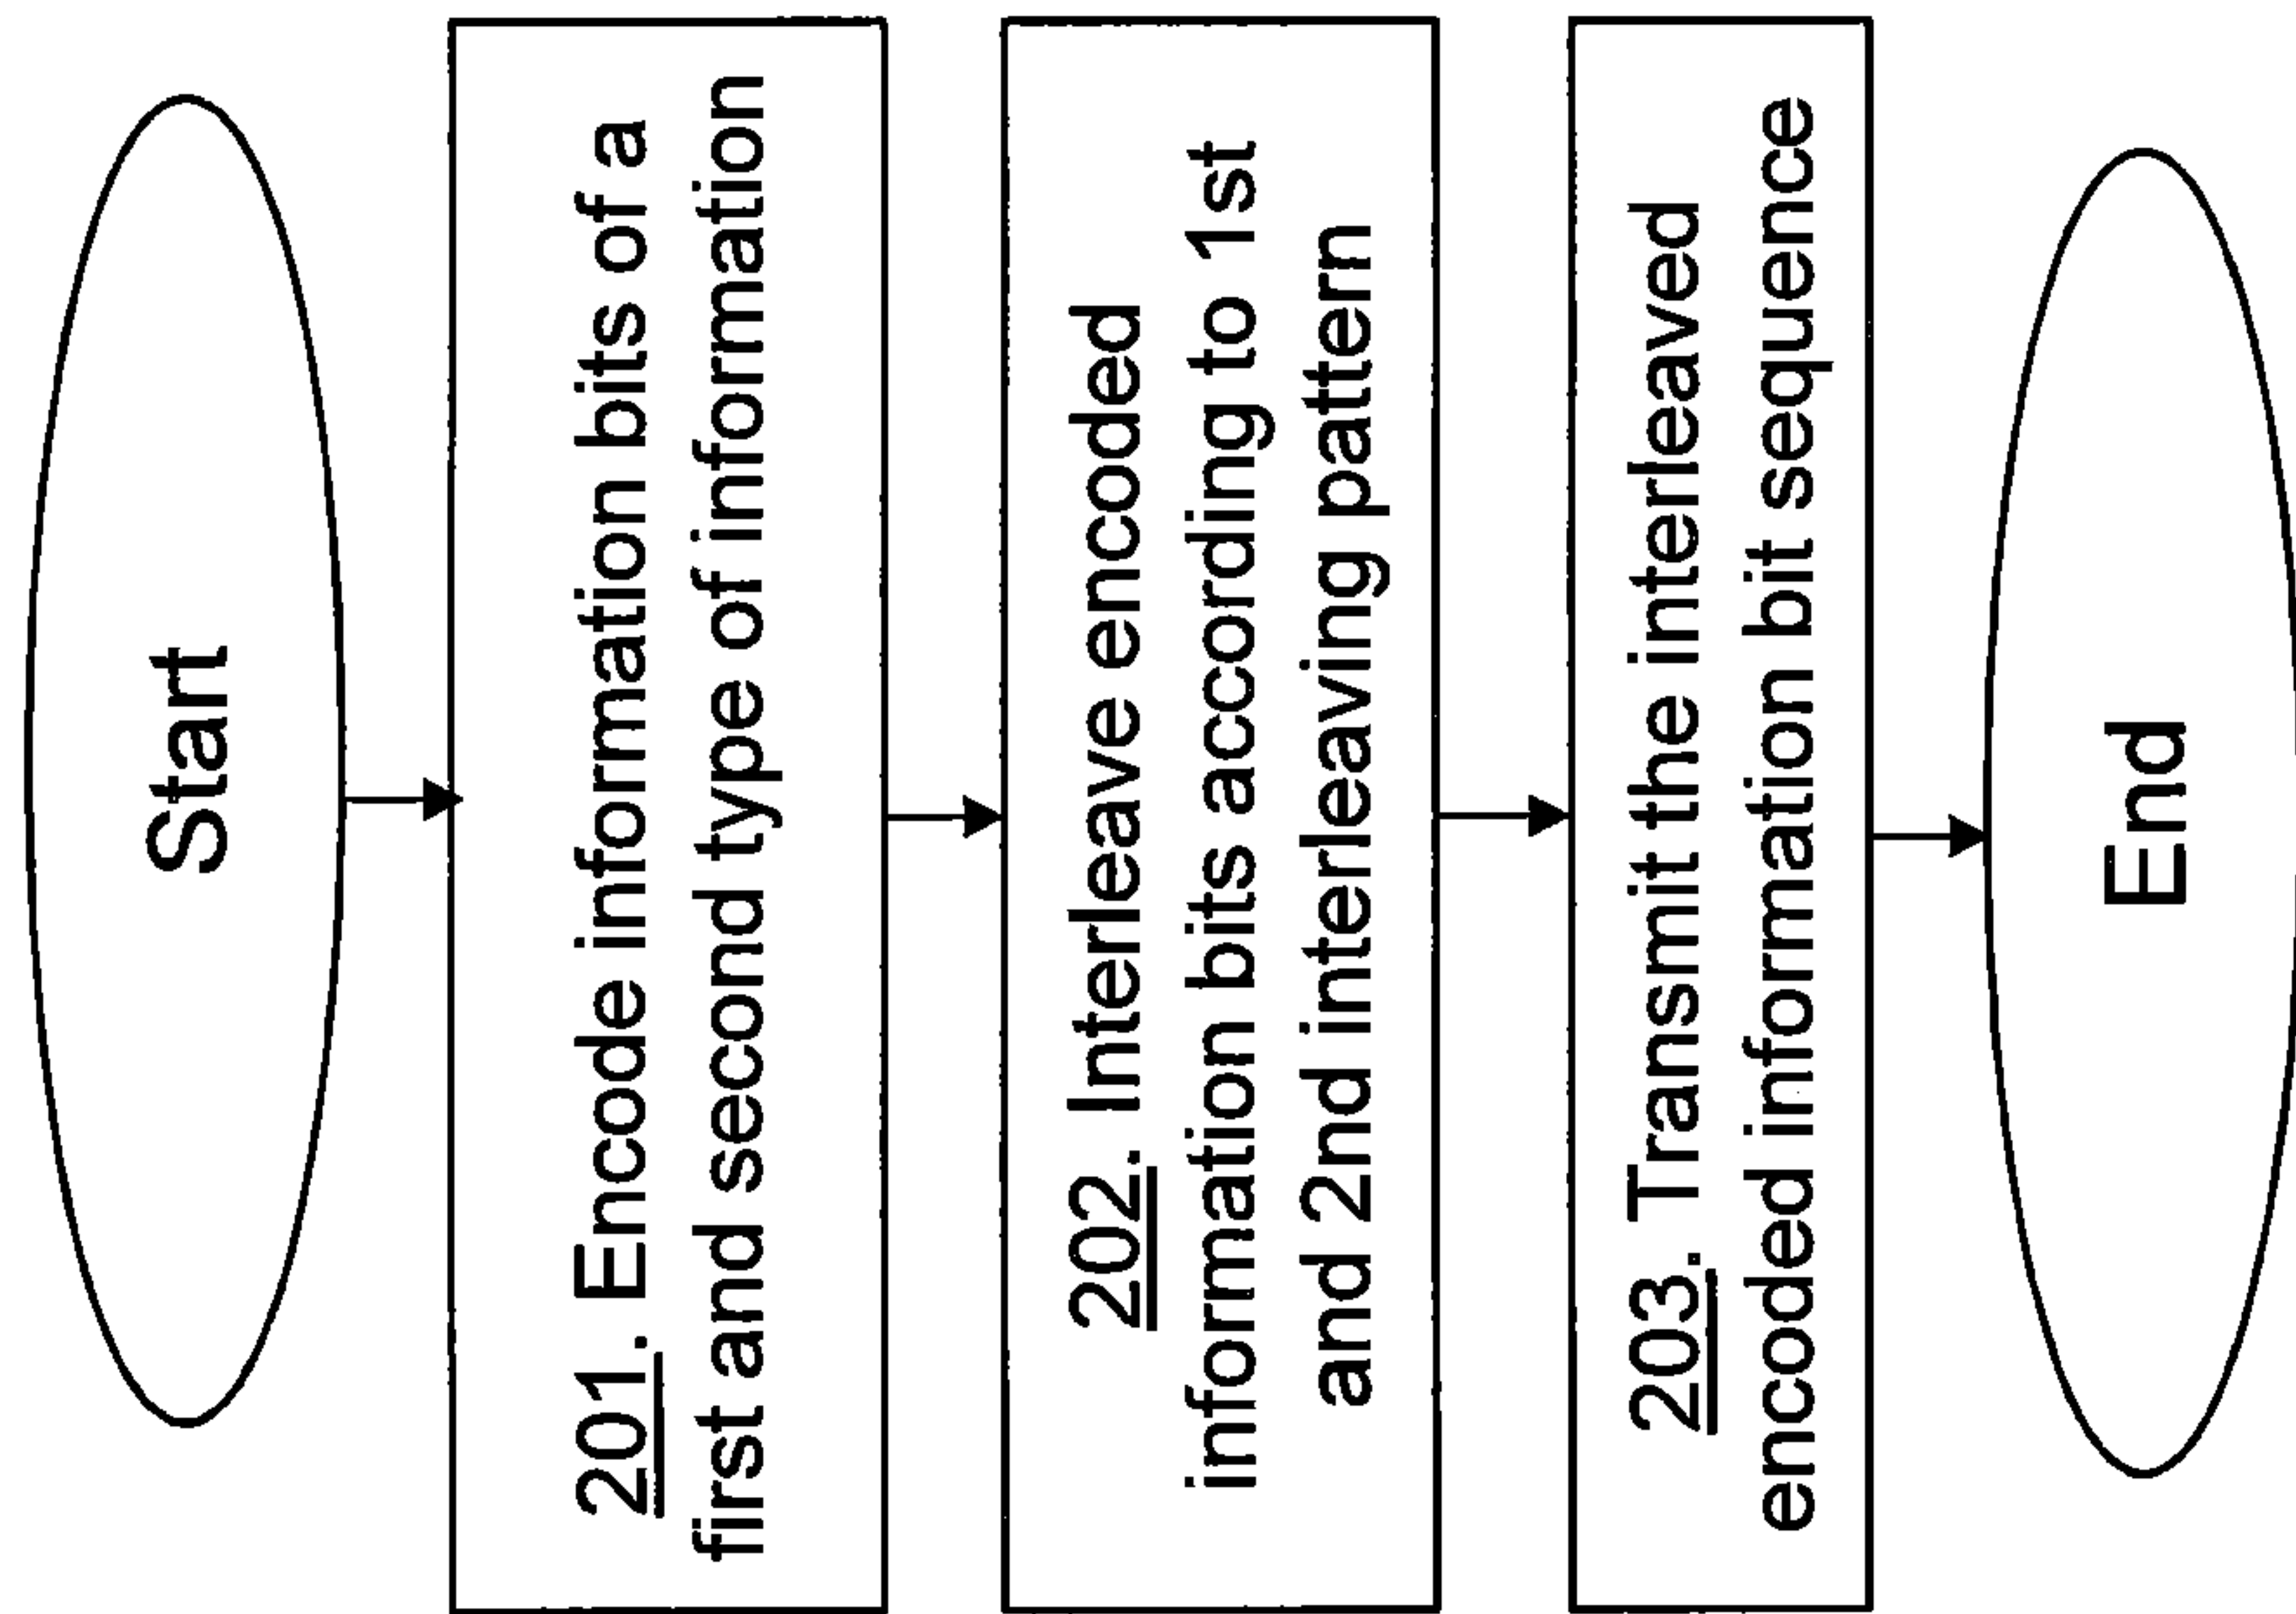 Start
201. Encode information bits of a
first and second type of information
202. Interleave encoded
information bits according to 1st
and 2nd interleaving pattern
203. Transmit the interleaved
encoded information bit sequence
End